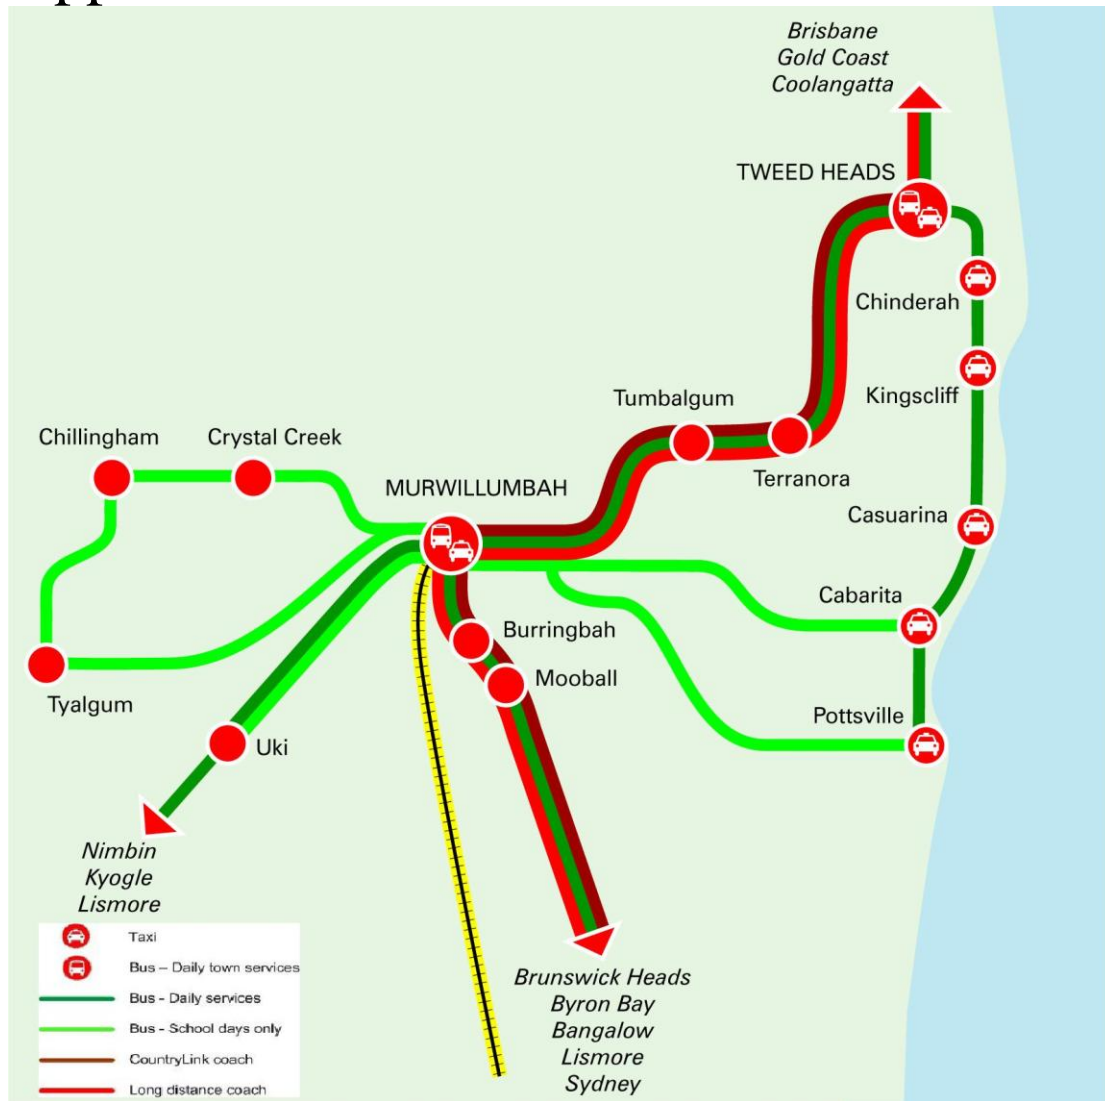 Brisbane
Gold Coast
Coolangatta
TWEED HEADS
Chinderah
Kingscliff
Tumbalgum
Terranora
Chillingham
Crystal Creek
MURWILLUMBAH
Casuarina
Cabarita
Burringbah
Mooball
Pottsville
Tyalgum
Uki
Nimbin
Kyogle
Lismore
Taxi
Bus – Daily town services
Bus - Daily services
Bus - School days only
CountryLink coach
Long distance coach
Brunswick Heads
Byron Bay
Bangalow
Lismore
Sydney